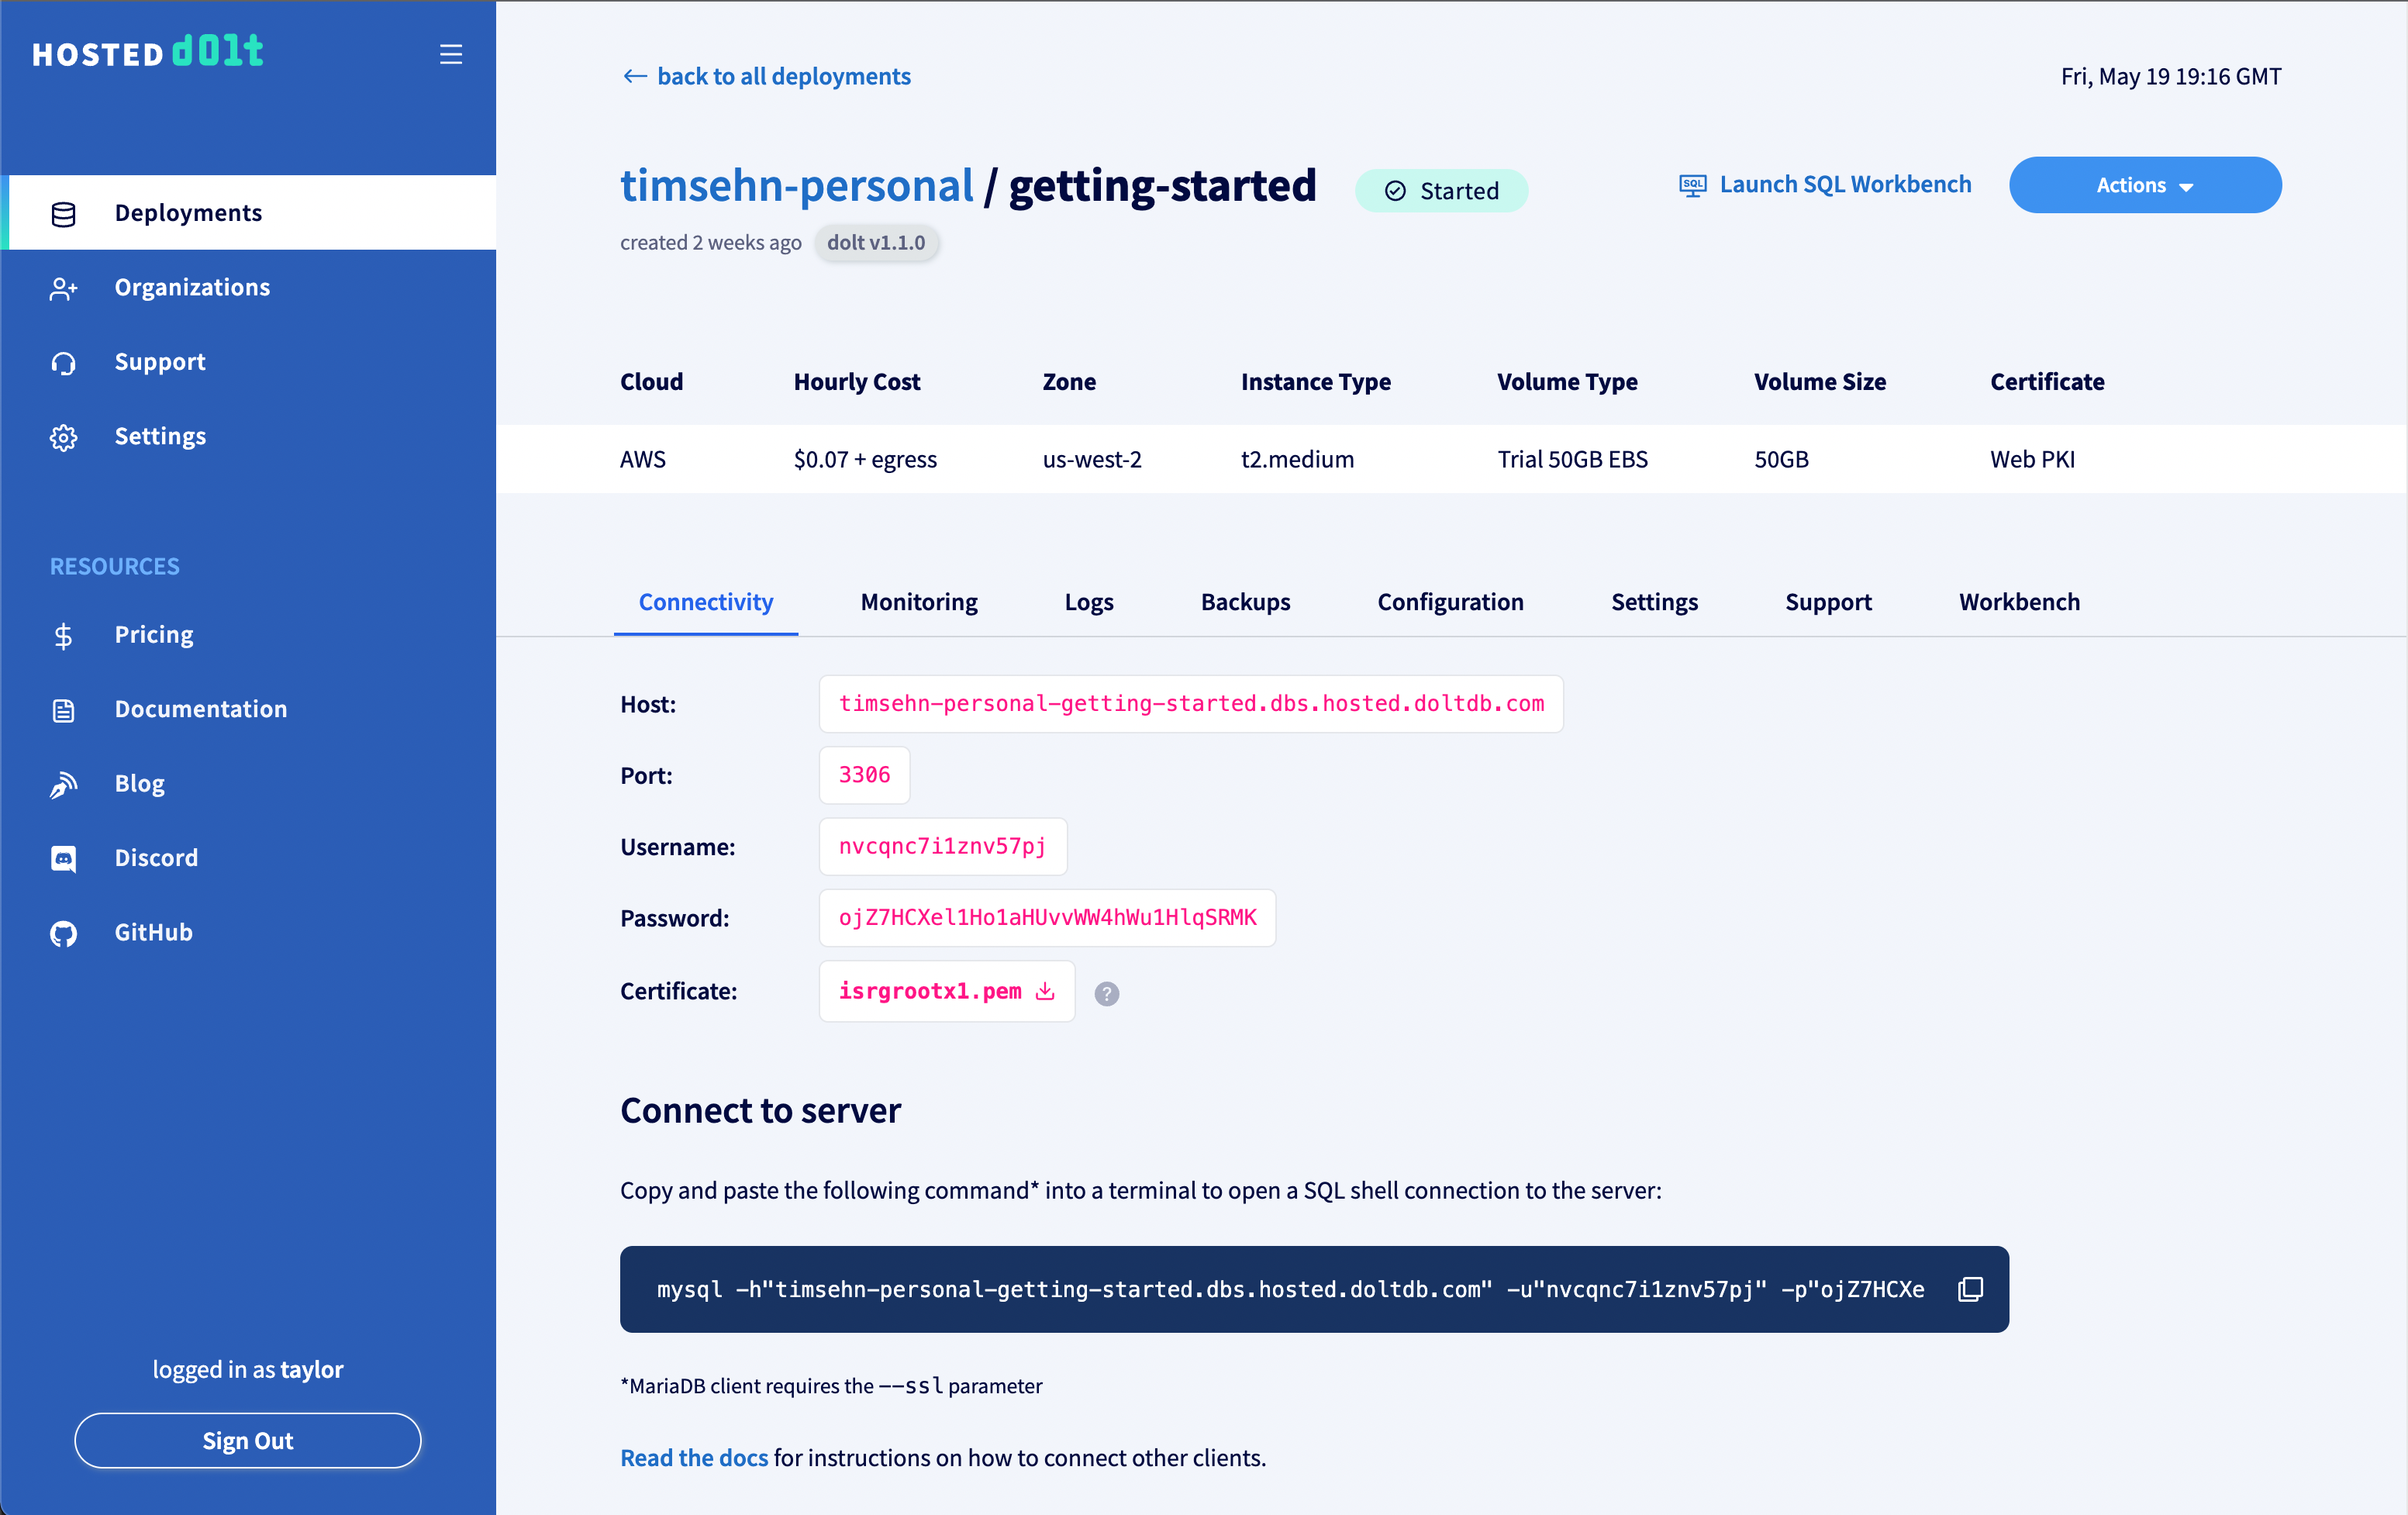 HOSTED dolt
Deployments
Organizations
Support
Settings
RESOURCES
Pricing
Documentation
Blog
Discord
GitHub
logged in as taylor
Sign Out
← back to all deployments
Fri, May 19 19:16 GMT
timsehn-personal / getting-started
Started
SQL Launch SQL Workbench
Actions
created 2 weeks ago dolt v1.1.0
Cloud Hourly Cost Zone Instance Type Volume Type Volume Size Certificate
AWS $0.07 + egress us-west-2 t2.medium Trial 50GB EBS 50GB Web PKI
Connectivity Monitoring Logs Backups Configuration Settings Support Workbench
Host: timsehn-personal-getting-started.dbs.hosted.doltdb.com
Port: 3306
Username: nvcqnc7i1znv57pj
Password: ojZ7HCXel1Ho1aHUvvWW4hWu1HlqSRMK
Certificate: isrgrootx1.pem ?
Connect to server
Copy and paste the following command* into a terminal to open a SQL shell connection to the server:
mysql -h"timsehn-personal-getting-started.dbs.hosted.doltdb.com" -u"nvcqnc7i1znv57pj" -p"ojZ7HCXe
*MariaDB client requires the --ssl parameter
Read the docs for instructions on how to connect other clients.